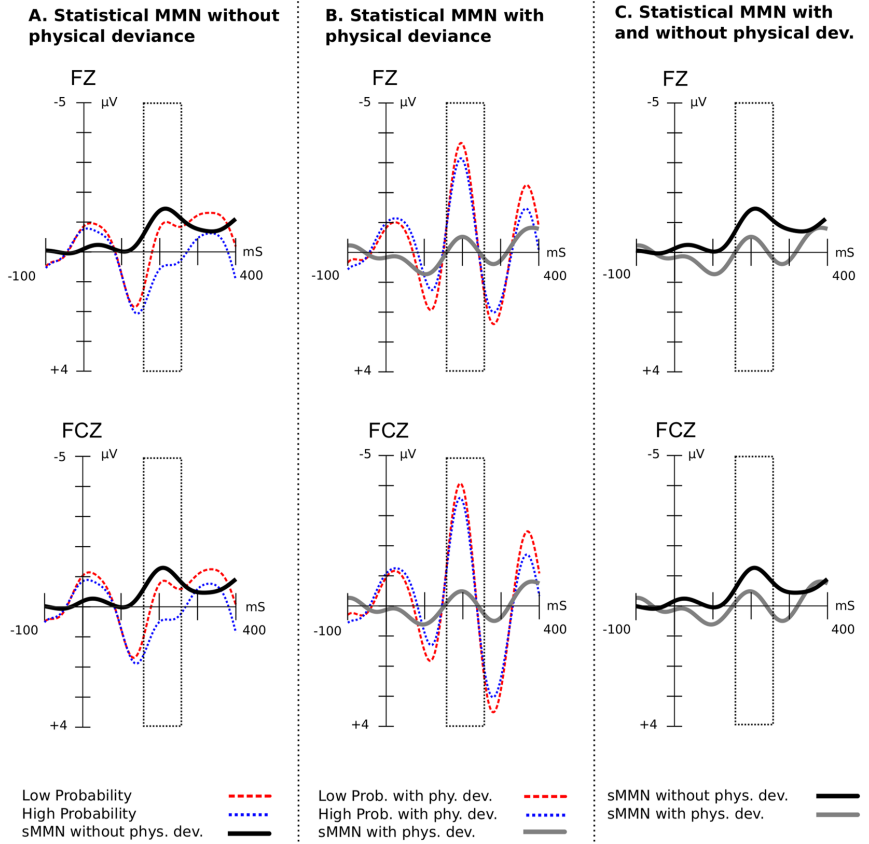 A. Statistical MMN without
physical deviance
B. Statistical MMN with
physical deviance
C. Statistical MMN with
and without physical dev.
FZ
-5
µV
mS
-100
400
+4
FZ
-5
µV
mS
-100
400
+4
FZ
-5
µV
mS
-100
400
+4
FCZ
-5
µV
mS
-100
400
+4
FCZ
-5
µV
mS
-100
400
+4
FCZ
-5
µV
mS
-100
400
+4
Low Probability
High Probability
sMMN without phys. dev.
Low Prob. with phy. dev.
High Prob. with phy. dev.
sMMN with phys. dev.
sMMN without phys. dev.
sMMN with phys. dev.